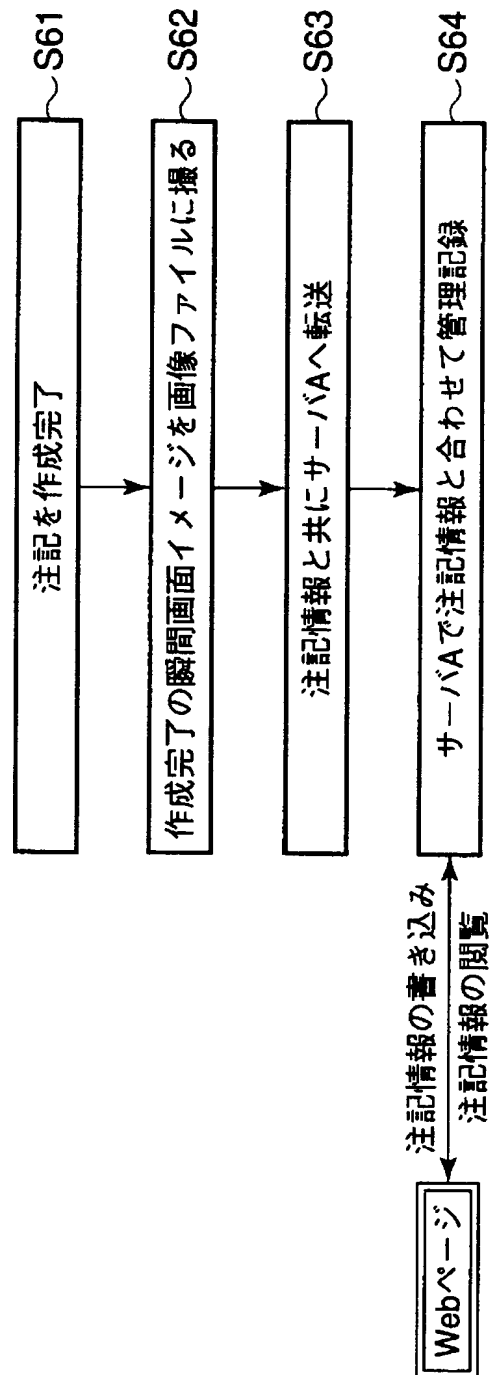 注記を作成完了
S61
作成完了の瞬間画面イメージを画像ファイルに撮る
S62
注記情報と共にサーバAへ転送
S63
サーバAで注記情報と合わせて管理記録
S64
注記情報の書き込み
注記情報の閲覧
Webページ